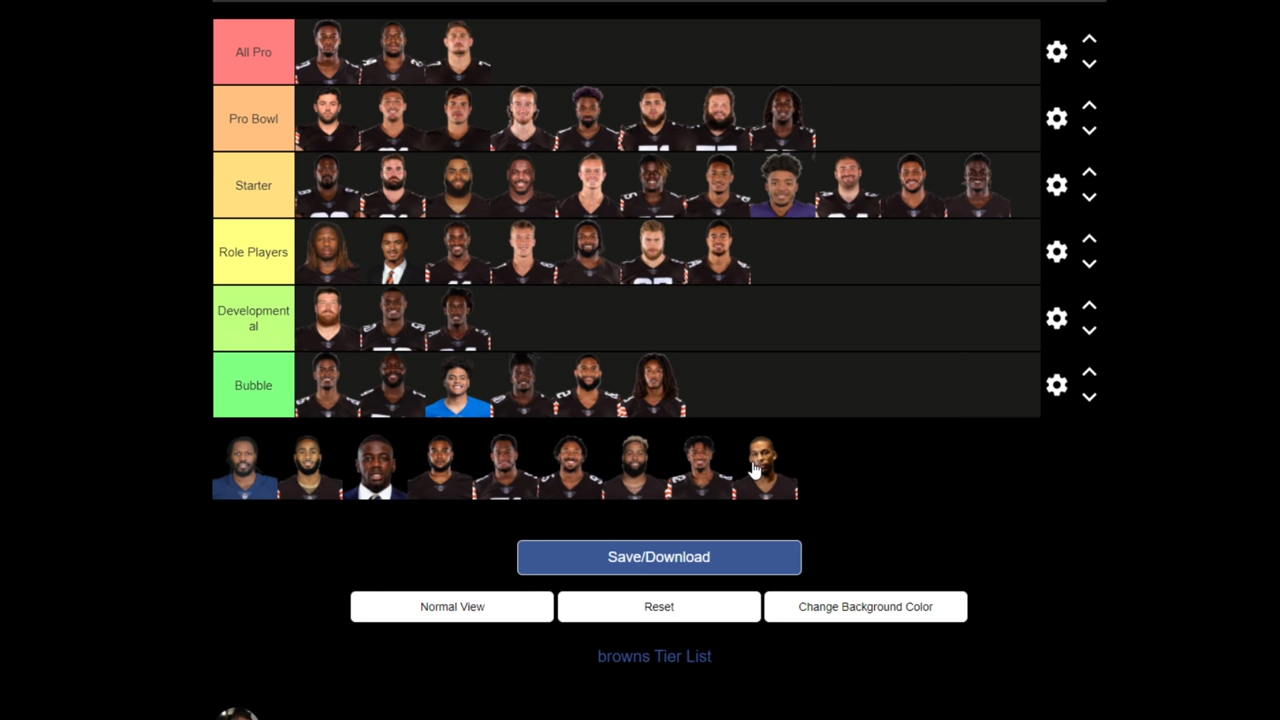 All Pro
Pro Bowl
Starter
Role Players
Development
al
Bubble
Save/Download
Normal View
Reset
Change Background Color
browns Tier List